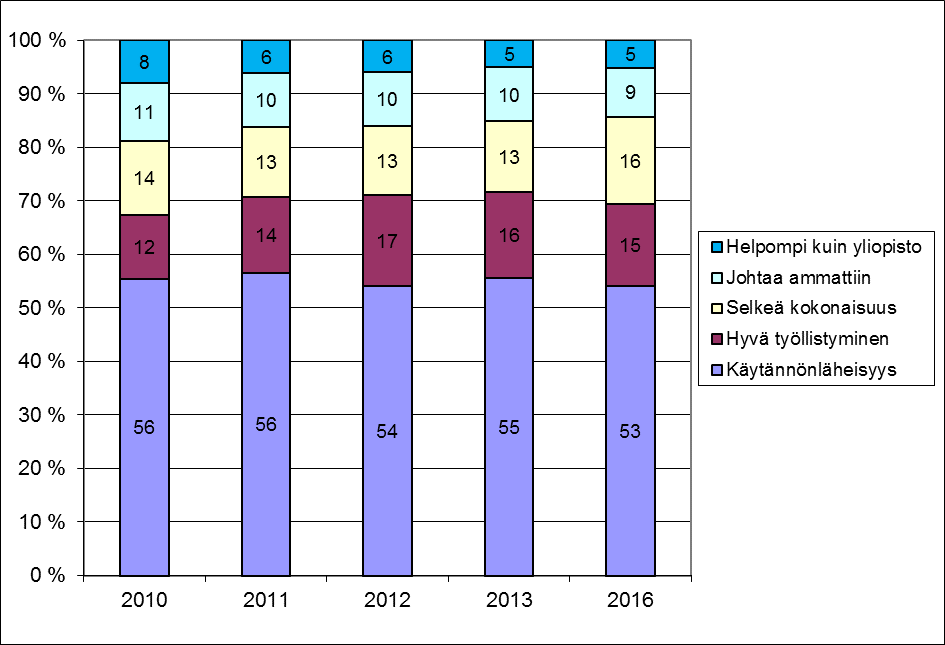 100 %
90 %
80 %
70 %
60 %
50 %
40 %
30 %
20 %
10 %
0 %
8 6 6 5 5
11 10 10 10 9
14 13 13 13 16
12 14 17 16 15
56 56 54 55 53
2010 2011 2012 2013 2016
Helpompi kuin yliopisto
Johtaa ammattiin
Selkeä kokonaisuus
Hyvä työllistyminen
Käytännönläheisyys